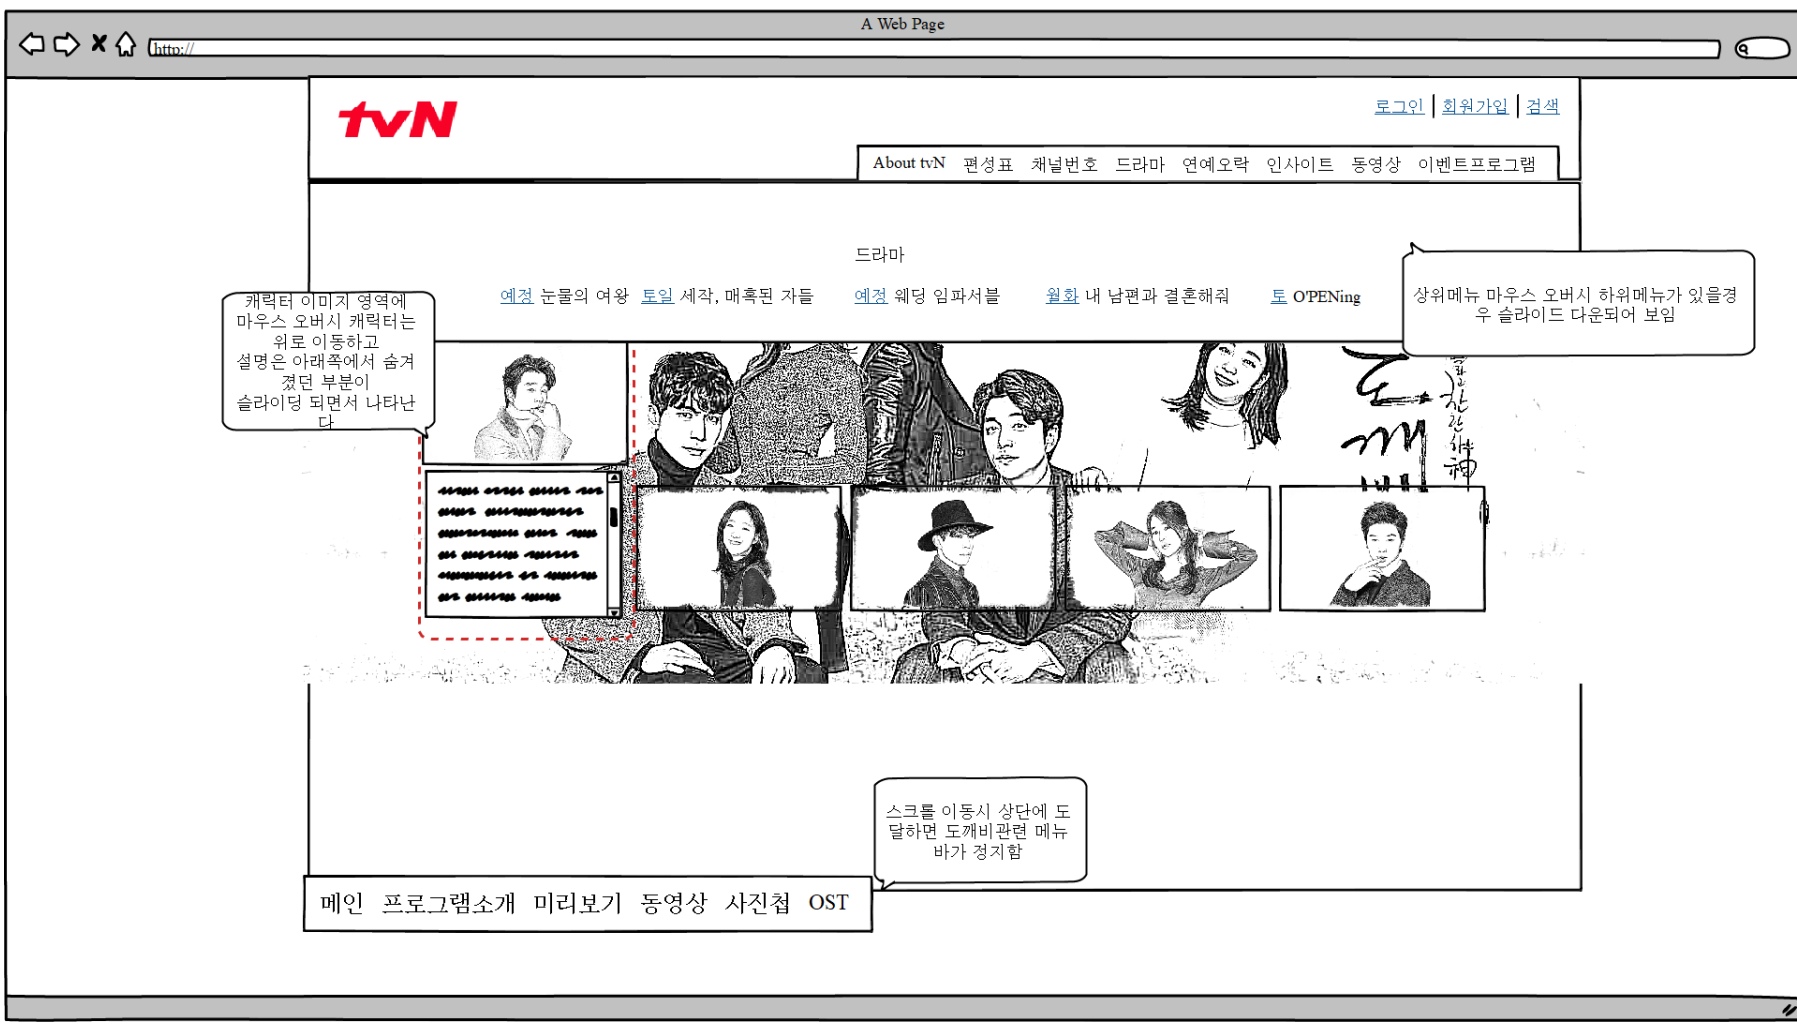 A Web Page
http://
tvN
로그인 | 회원가입 | 검색
About tvN 편성표 채널번호 드라마 연예오락 인사이트 동영상 이벤트프로그램
드라마
예정 눈물의 여왕 토일 세작, 매혹된 자들 예정 웨딩 임파서블 월화 내 남편과 결혼해줘 토 O'PENing
상위메뉴 마우스 오버시 하위메뉴가 있을경
우 슬라이드 다운되어 보임
캐릭터 이미지 영역에
마우스 오버시 캐릭터는
위로 이동하고
설명은 아래쪽에서 숨겨
졌던 부분이
슬라이딩 되면서 나타난
다
스크롤 이동시 상단에 도
달하면 도깨비관련 메뉴
바가 정지함
메인 프로그램소개 미리보기 동영상 사진첩 OST